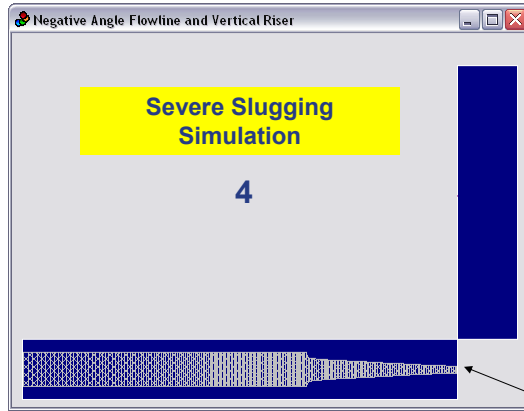 Negative Angle Flowline and Vertical Riser
Severe Slugging
Simulation
4